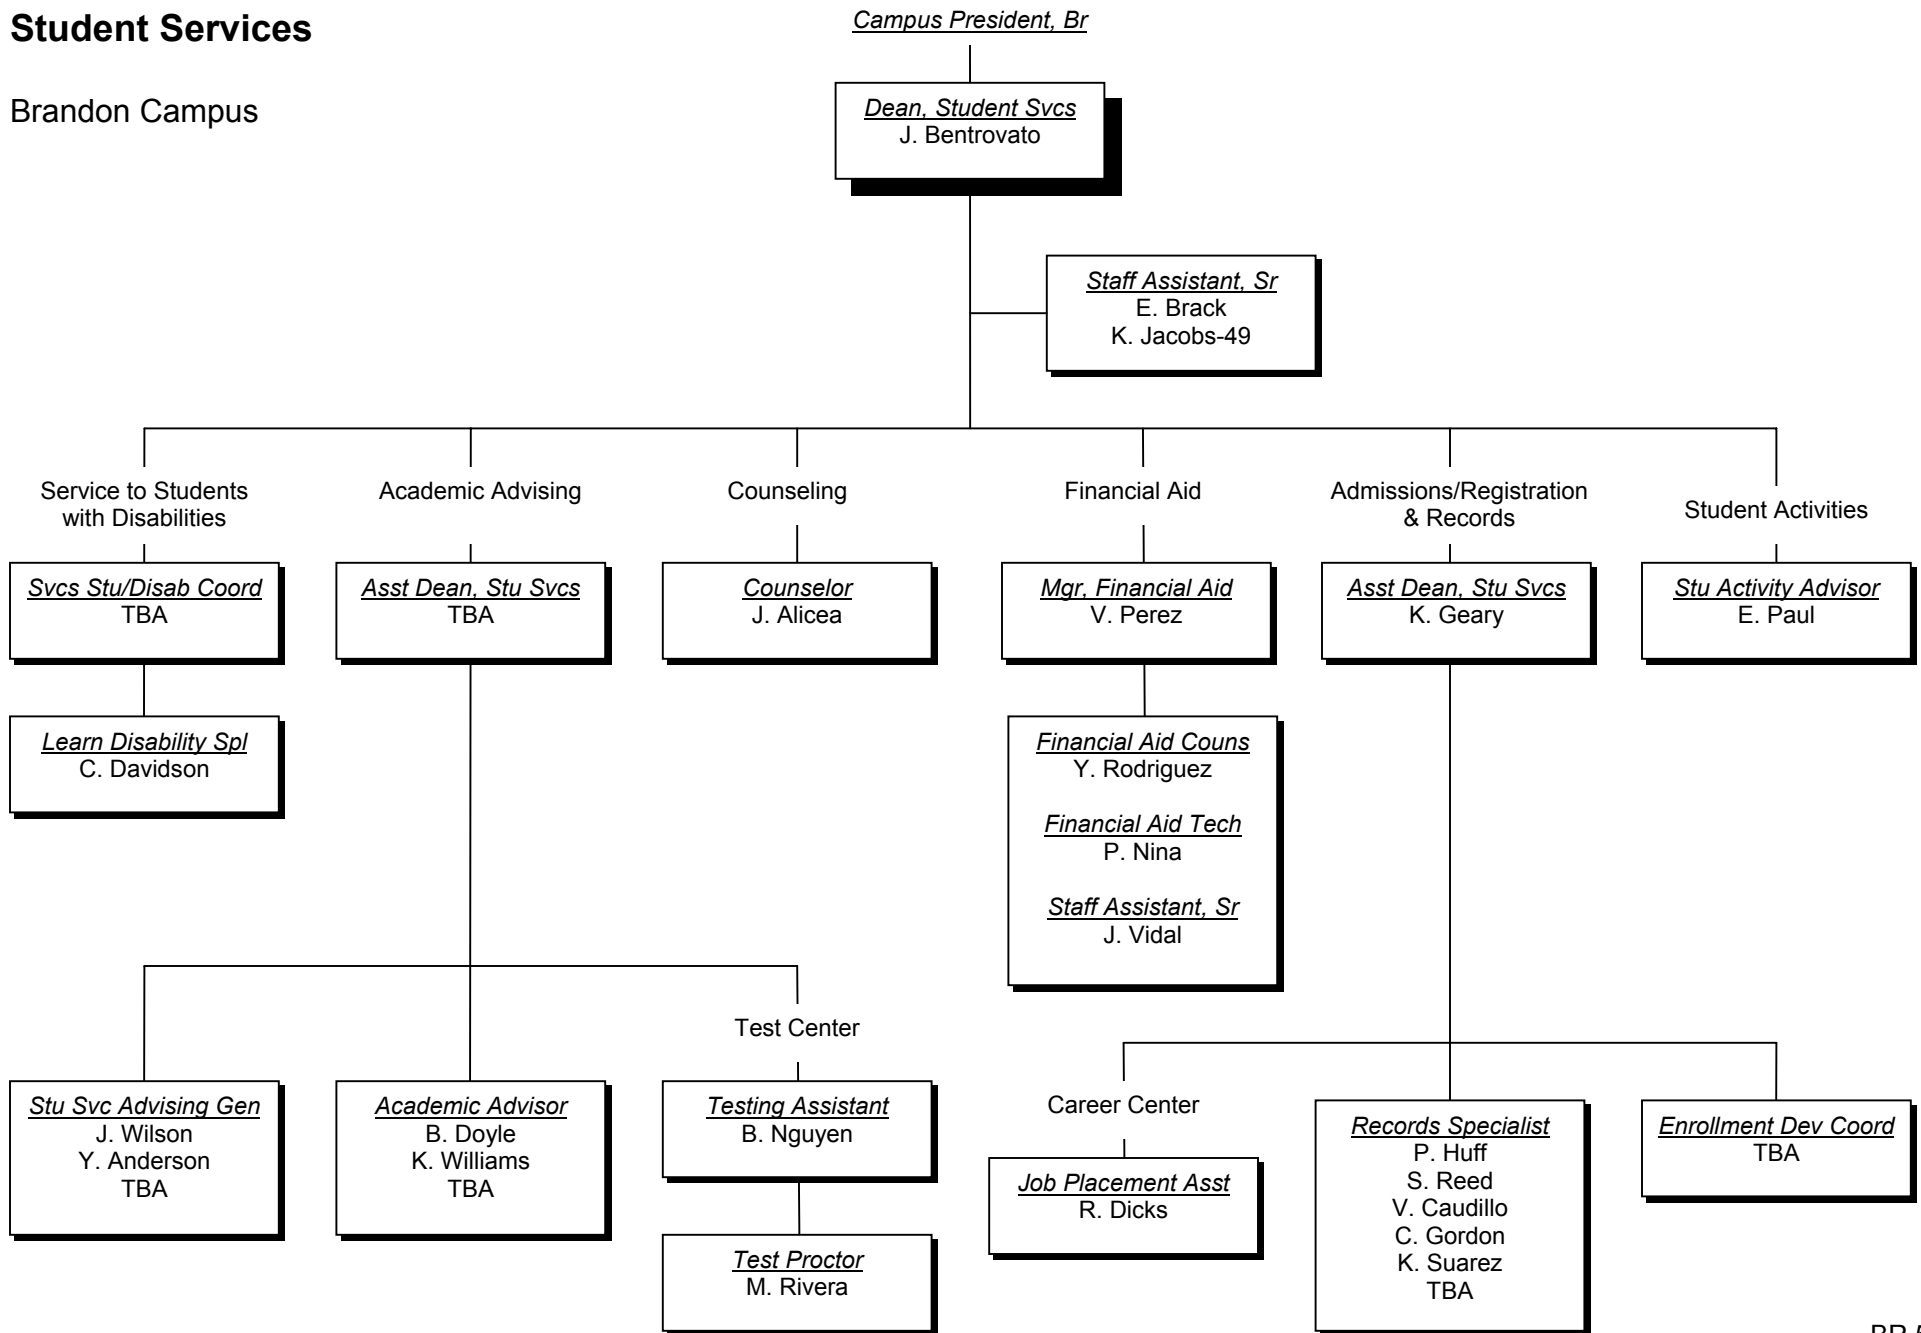 Student Services
Brandon Campus
Campus President, Br
Dean, Student Svcs
J. Bentrovato
Staff Assistant, Sr
E. Brack
K. Jacobs-49
Service to Students
with Disabilities
Academic Advising
Counseling
Financial Aid
Admissions/Registration
& Records
Student Activities
Svcs Stu/Disab Coord
TBA
Asst Dean, Stu Svcs
TBA
Counselor
J. Alicea
Mgr, Financial Aid
V. Perez
Asst Dean, Stu Svcs
K. Geary
Stu Activity Advisor
E. Paul
Learn Disability Spl
C. Davidson
Financial Aid Couns
Y. Rodriguez
Financial Aid Tech
P. Nina
Staff Assistant, Sr
J. Vidal
Stu Svc Advising Gen
J. Wilson
Y. Anderson
TBA
Academic Advisor
B. Doyle
K. Williams
TBA
Test Center
Testing Assistant
B. Nguyen
Test Proctor
M. Rivera
Career Center
Job Placement Asst
R. Dicks
Records Specialist
P. Huff
S. Reed
V. Caudillo
C. Gordon
K. Suarez
TBA
Enrollment Dev Coord
TBA